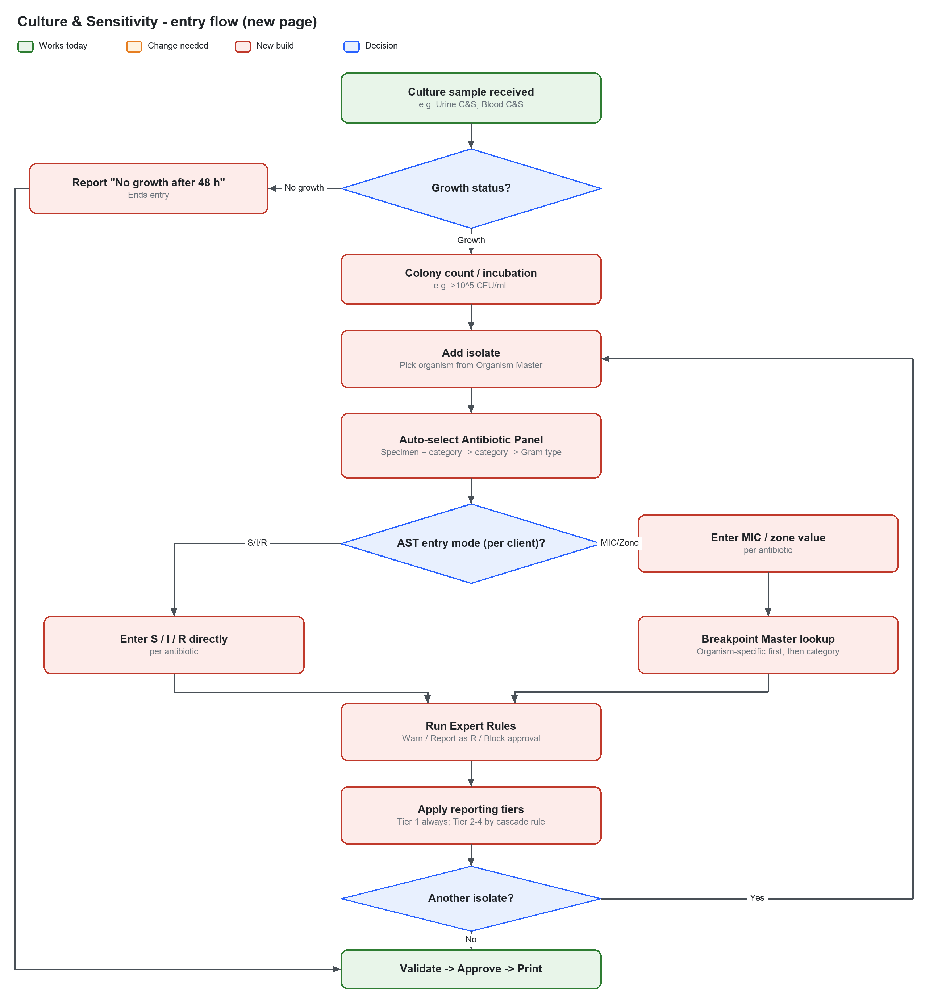 Culture & Sensitivity - entry flow (new page)
Works today
Change needed
New build
Decision
Culture sample received
e.g. Urine C&S, Blood C&S
Growth status?
No growth
Report "No growth after 48 h"
Ends entry
Growth
Colony count / incubation
e.g. >10^5 CFU/mL
Add isolate
Pick organism from Organism Master
Auto-select Antibiotic Panel
Specimen + category -> category -> Gram type
AST entry mode (per client)?
S/I/R
MIC/Zone
Enter MIC / zone value
per antibiotic
Enter S / I / R directly
per antibiotic
Breakpoint Master lookup
Organism-specific first, then category
Run Expert Rules
Warn / Report as R / Block approval
Apply reporting tiers
Tier 1 always; Tier 2-4 by cascade rule
Another isolate?
Yes
No
Validate -> Approve -> Print